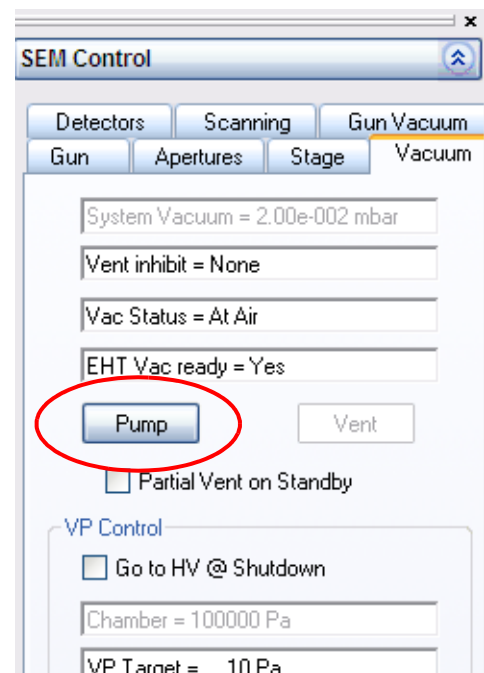 SEM Control
Detectors Scanning Gun Vacuum
Gun Apertures Stage Vacuum
System Vacuum = 2.00e-002 mbar
Vent inhibit = None
Vac Status = At Air
EHT Vac ready = Yes
Pump Vent
Partial Vent on Standby
VP Control
Go to HV @ Shutdown
Chamber = 100000 Pa
VP Target = 10 Pa